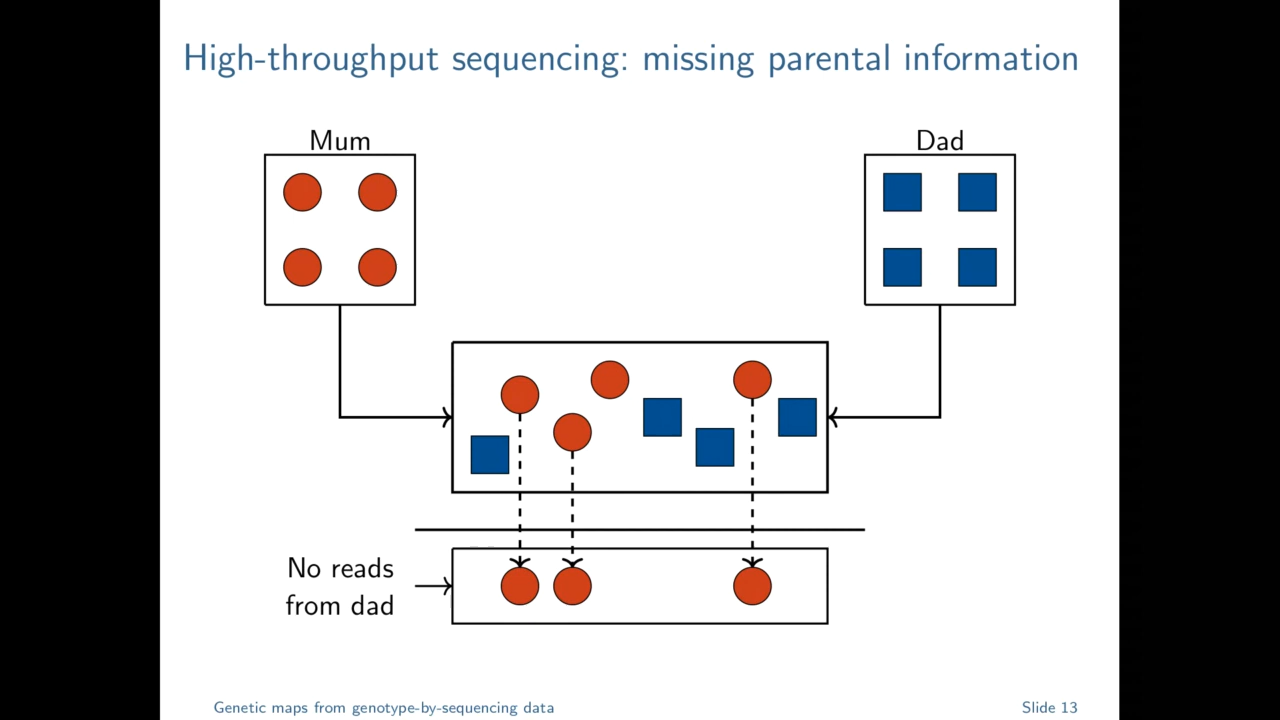 High-throughput sequencing: missing parental information
Mum
Dad
No reads
from dad
Genetic maps from genotype-by-sequencing data
Slide 13